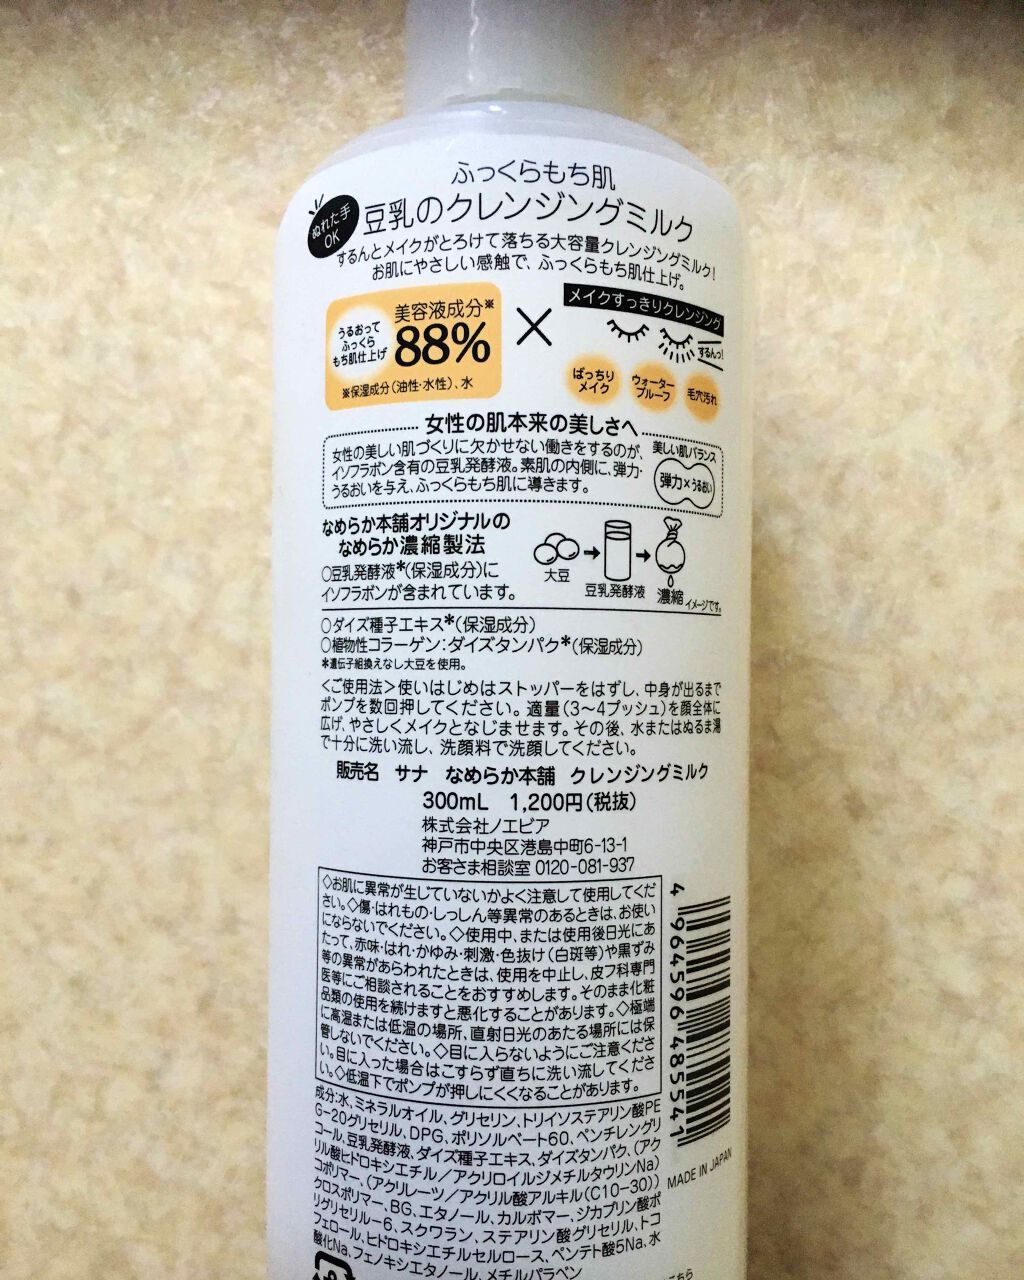 ふっくらもち肌
ぬれた手
OK
豆乳のクレンジングミルク
するんとメイクがとろけて落ちる大容量クレンジングミルク!
お肌にやさしい感触で、ふっくらもち肌仕上げ。
うるおって
ふっくら
もち肌仕上げ
美容液成分※
88%
※保湿成分(油性・水性)、水
×
メイクすっきりクレンジング
するんっ!
ばっちり
メイク
ウォーター
プルーフ
毛穴汚れ
女性の肌本来の美しさへ
女性の美しい肌づくりに欠かせない働きをするのが、
イソフラボン含有の豆乳発酵液。素肌の内側に、弾力・
うるおいを与え、ふっくらもち肌に導きます。
美しい肌バランス
弾力×うるおい
なめらか本舗オリジナルの
なめらか濃縮製法
○豆乳発酵液*(保湿成分)に
イソフラボンが含まれています。
大豆
豆乳発酵液
濃縮
イメージです。
○ダイズ種子エキス*(保湿成分)
○植物性コラーゲン:ダイズタンパク*(保湿成分)
*遺伝子組換えなし大豆を使用。
<ご使用法>使いはじめはストッパーをはずし、中身が出るまで
ポンプを数回押してください。適量(3~4プッシュ)を顔全体に
広げ、やさしくメイクとなじませます。その後、水またはぬるま湯
で十分に洗い流し、洗顔料で洗顔してください。
販売名 サナ なめらか本舗 クレンジングミルク
300mL 1,200円(税抜)
株式会社ノエビア
神戸市中央区港島中町6-13-1
お客さま相談室 0120-081-937
◇お肌に異常が生じていないかよく注意して使用してくだ
さい。◇傷・はれもの・しっしん等異常のあるときは、お使い
にならないでください。◇使用中、または使用後日光にあ
たって、赤味・はれ・かゆみ・刺激・色抜け(白斑等)や黒ずみ
等の異常があらわれたときは、使用を中止し、皮フ科専門
医等にご相談されることをおすすめします。そのまま化粧
品類の使用を続けますと悪化することがあります。◇極端
に高温または低温の場所、直射日光のあたる場所には保
管しないでください。◇目に入らないようにご注意くださ
い。目に入った場合はこすらず直ちに洗い流してくださ
い。◇低温下でポンプが押しにくくなることがあります。
4 964596 485541
MADE IN JAPAN
成分:水、ミネラルオイル、グリセリン、トリイソステアリン酸PE
G-20グリセリル、DPG、ポリソルベート60、ペンチレングリ
コール、豆乳発酵液、ダイズ種子エキス、ダイズタンパク、(アク
リル酸ヒドロキシエチル/アクリロイルジメチルタウリンNa)
コポリマー、(アクリレーツ/アクリル酸アルキル(C10-30))
クロスポリマー、BG、エタノール、カルボマー、ジカプリン酸ポ
リグリセリル-6、スクワラン、ステアリン酸グリセリル、トコ
フェロール、ヒドロキシエチルセルロース、ペンテト酸5Na、水
酸化Na、フェノキシエタノール、メチルパラベン
こちら